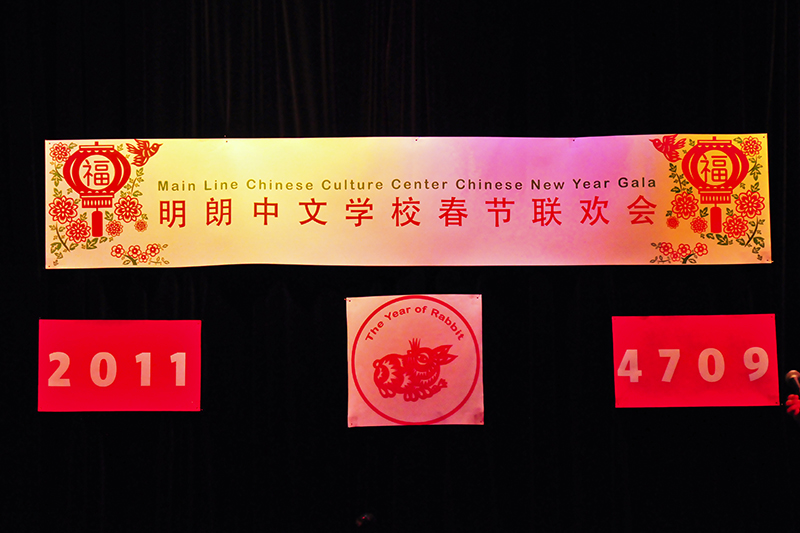 福
福
Main Line Chinese Culture Center Chinese New Year Gala
明朗中文学校春节联欢会
2011
The Year of Rabbit
4709